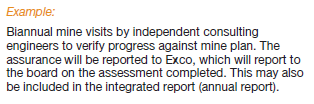 Example:
Biannual mine visits by independent consulting
engineers to verify progress against mine plan. The
assurance will be reported to Exco, which will report to
the board on the assessment completed. This may also
be included in the integrated report (annual report).